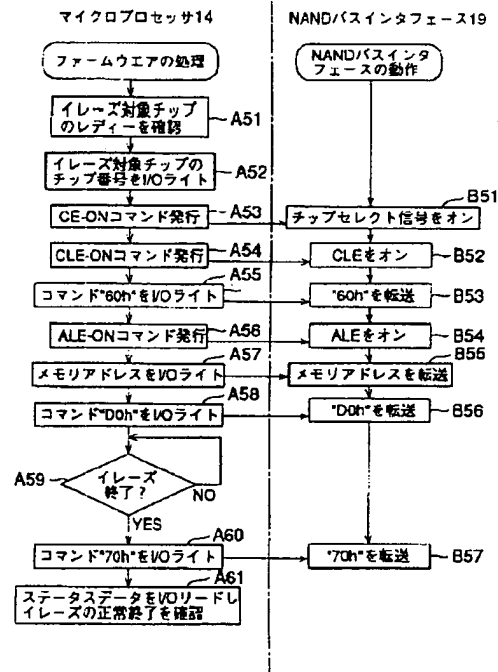 マイクロプロセッサ14
NANDバスインタフェース19
ファームウエアの処理
NANDバスインタ
フェースの動作
イレーズ対象チップ
のレディーを確認
A51
イレーズ対象チップの
チップ番号をI/Oライト
A52
CE-ONコマンド発行
A53
チップセレクト信号をオン
B51
CLE-ONコマンド発行
A54
CLEをオン
B52
コマンド"60h"をI/Oライト
A55
"60h"を転送
B53
ALE-ONコマンド発行
A56
ALEをオン
B54
メモリアドレスをI/Oライト
A57
メモリアドレスを転送
B55
コマンド"D0h"をI/Oライト
A58
"D0h"を転送
B56
A59
イレーズ
終了?
NO
YES
コマンド"70h"をI/Oライト
A60
"70h"を転送
B57
ステータスデータをI/Oリードし
イレーズの正常終了を確認
A61